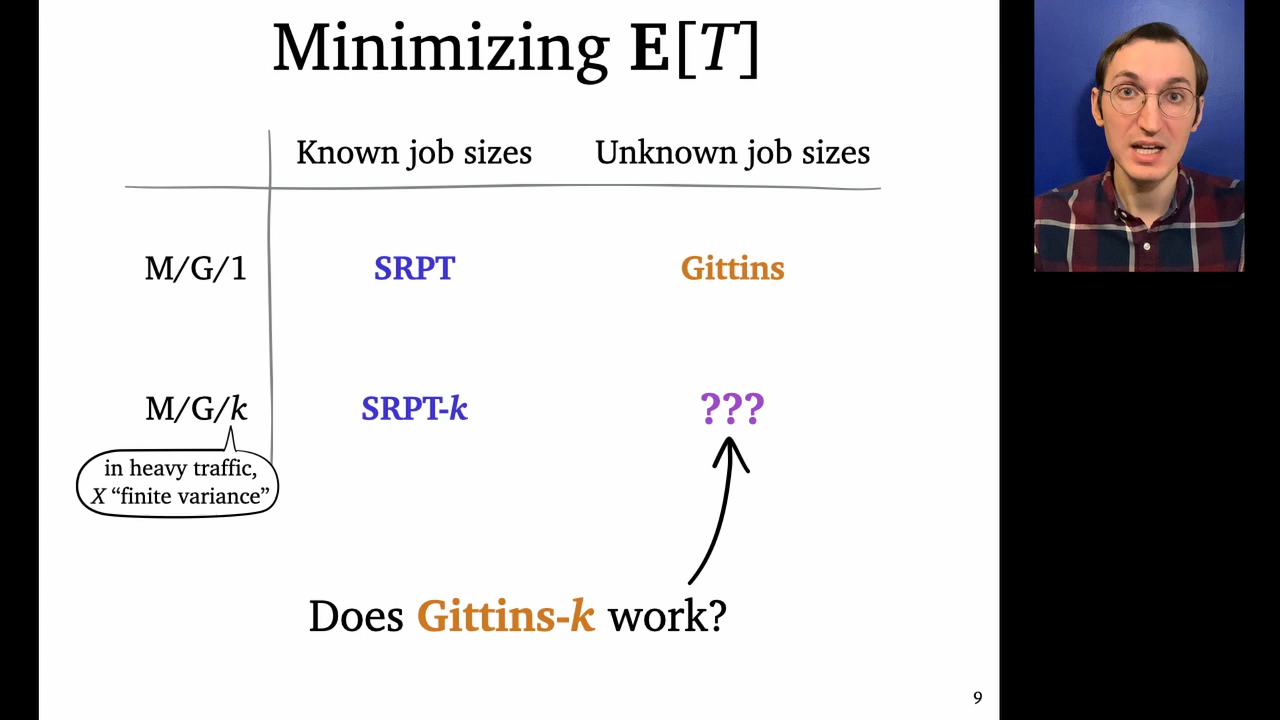 Minimizing E[T]
Known job sizes Unknown job sizes
M/G/1 SRPT Gittins
M/G/k SRPT-k ???
in heavy traffic,
X “finite variance”
Does Gittins-k work?
9